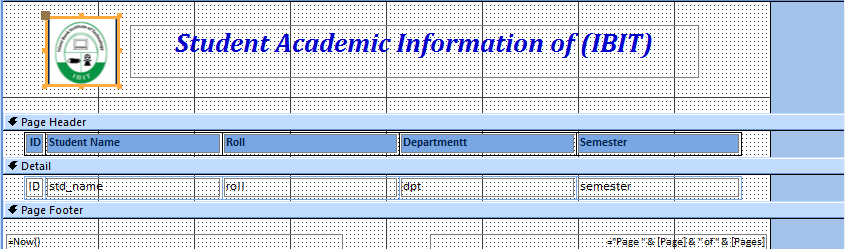 Student Academic Information of (IBIT)
IBIT
Page Header
ID Student Name Roll Departmentt Semester
Detail
ID std_name roll dpt semester
Page Footer
=Now() ="Page " & [Page] & " of " & [Pages]